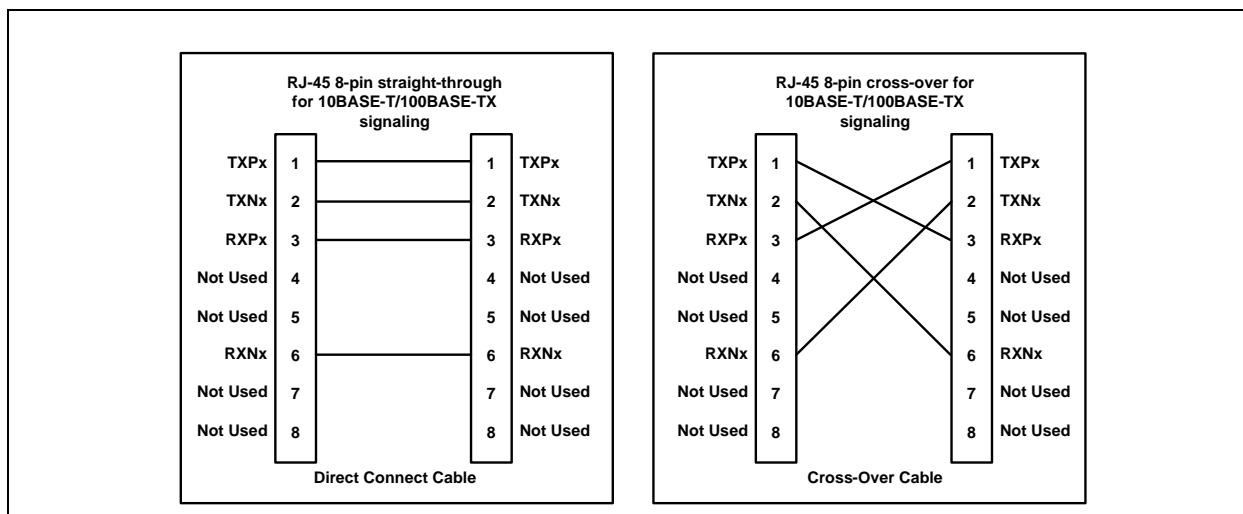 RJ-45 8-pin straight-through
for 10BASE-T/100BASE-TX
signaling
TXPx 1 1 TXPx
TXNx 2 2 TXNx
RXPx 3 3 RXPx
Not Used 4 4 Not Used
Not Used 5 5 Not Used
RXNx 6 6 RXNx
Not Used 7 7 Not Used
Not Used 8 8 Not Used
Direct Connect Cable
RJ-45 8-pin cross-over for
10BASE-T/100BASE-TX
signaling
TXPx 1 1 TXPx
TXNx 2 2 TXNx
RXPx 3 3 RXPx
Not Used 4 4 Not Used
Not Used 5 5 Not Used
RXNx 6 6 RXNx
Not Used 7 7 Not Used
Not Used 8 8 Not Used
Cross-Over Cable